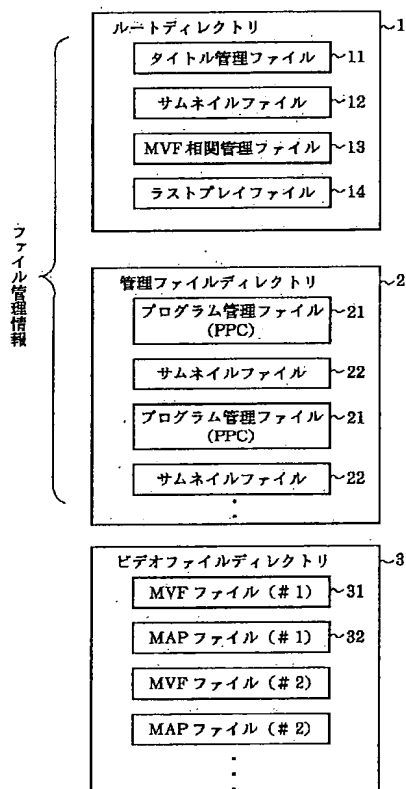 ルートディレクトリ ~1
タイトル管理ファイル ~11
サムネイルファイル ~12
MVF相関管理ファイル ~13
ラストプレイファイル ~14
ファイル管理情報
管理ファイルディレクトリ ~2
プログラム管理ファイル ~21
(PPC)
サムネイルファイル ~22
プログラム管理ファイル ~21
(PPC)
サムネイルファイル ~22
ビデオファイルディレクトリ ~3
MVFファイル (#1) ~31
MAPファイル (#1) ~32
MVFファイル (#2)
MAPファイル (#2)